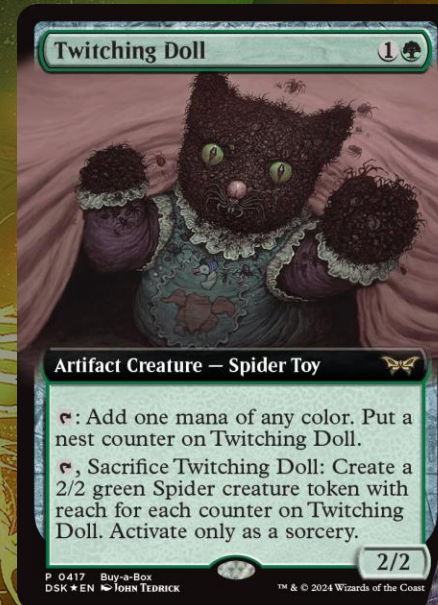 Twitching Doll 1
Artifact Creature — Spider Toy
: Add one mana of any color. Put a
nest counter on Twitching Doll.
, Sacrifice Twitching Doll: Create a
2/2 green Spider creature token with
reach for each counter on Twitching
Doll. Activate only as a sorcery.
2/2
P 0417 Buy-a-Box
DSK★EN John Tedrick ™ & © 2024 Wizards of the Coast